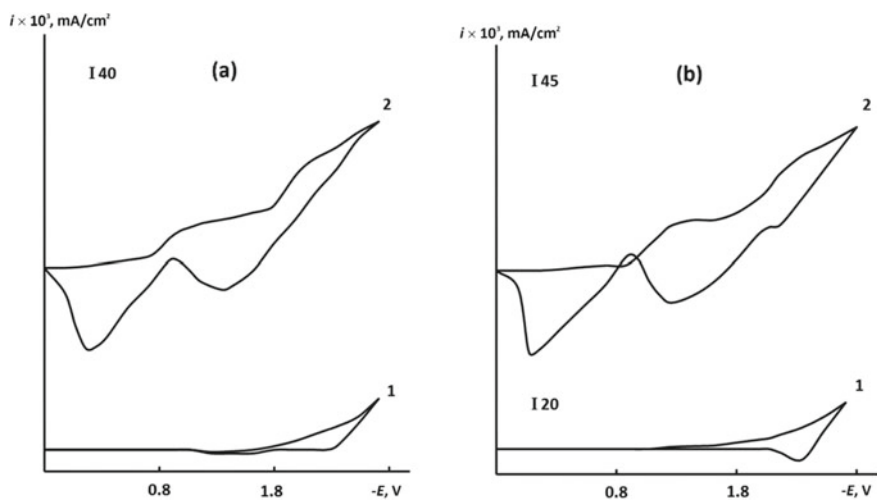 i × 10³, mA/cm²
I 40
(a)
2
1
0.8
1.8
-E, V
i × 10³, mA/cm²
I 45
(b)
2
I 20
1
0.8
1.8
-E, V